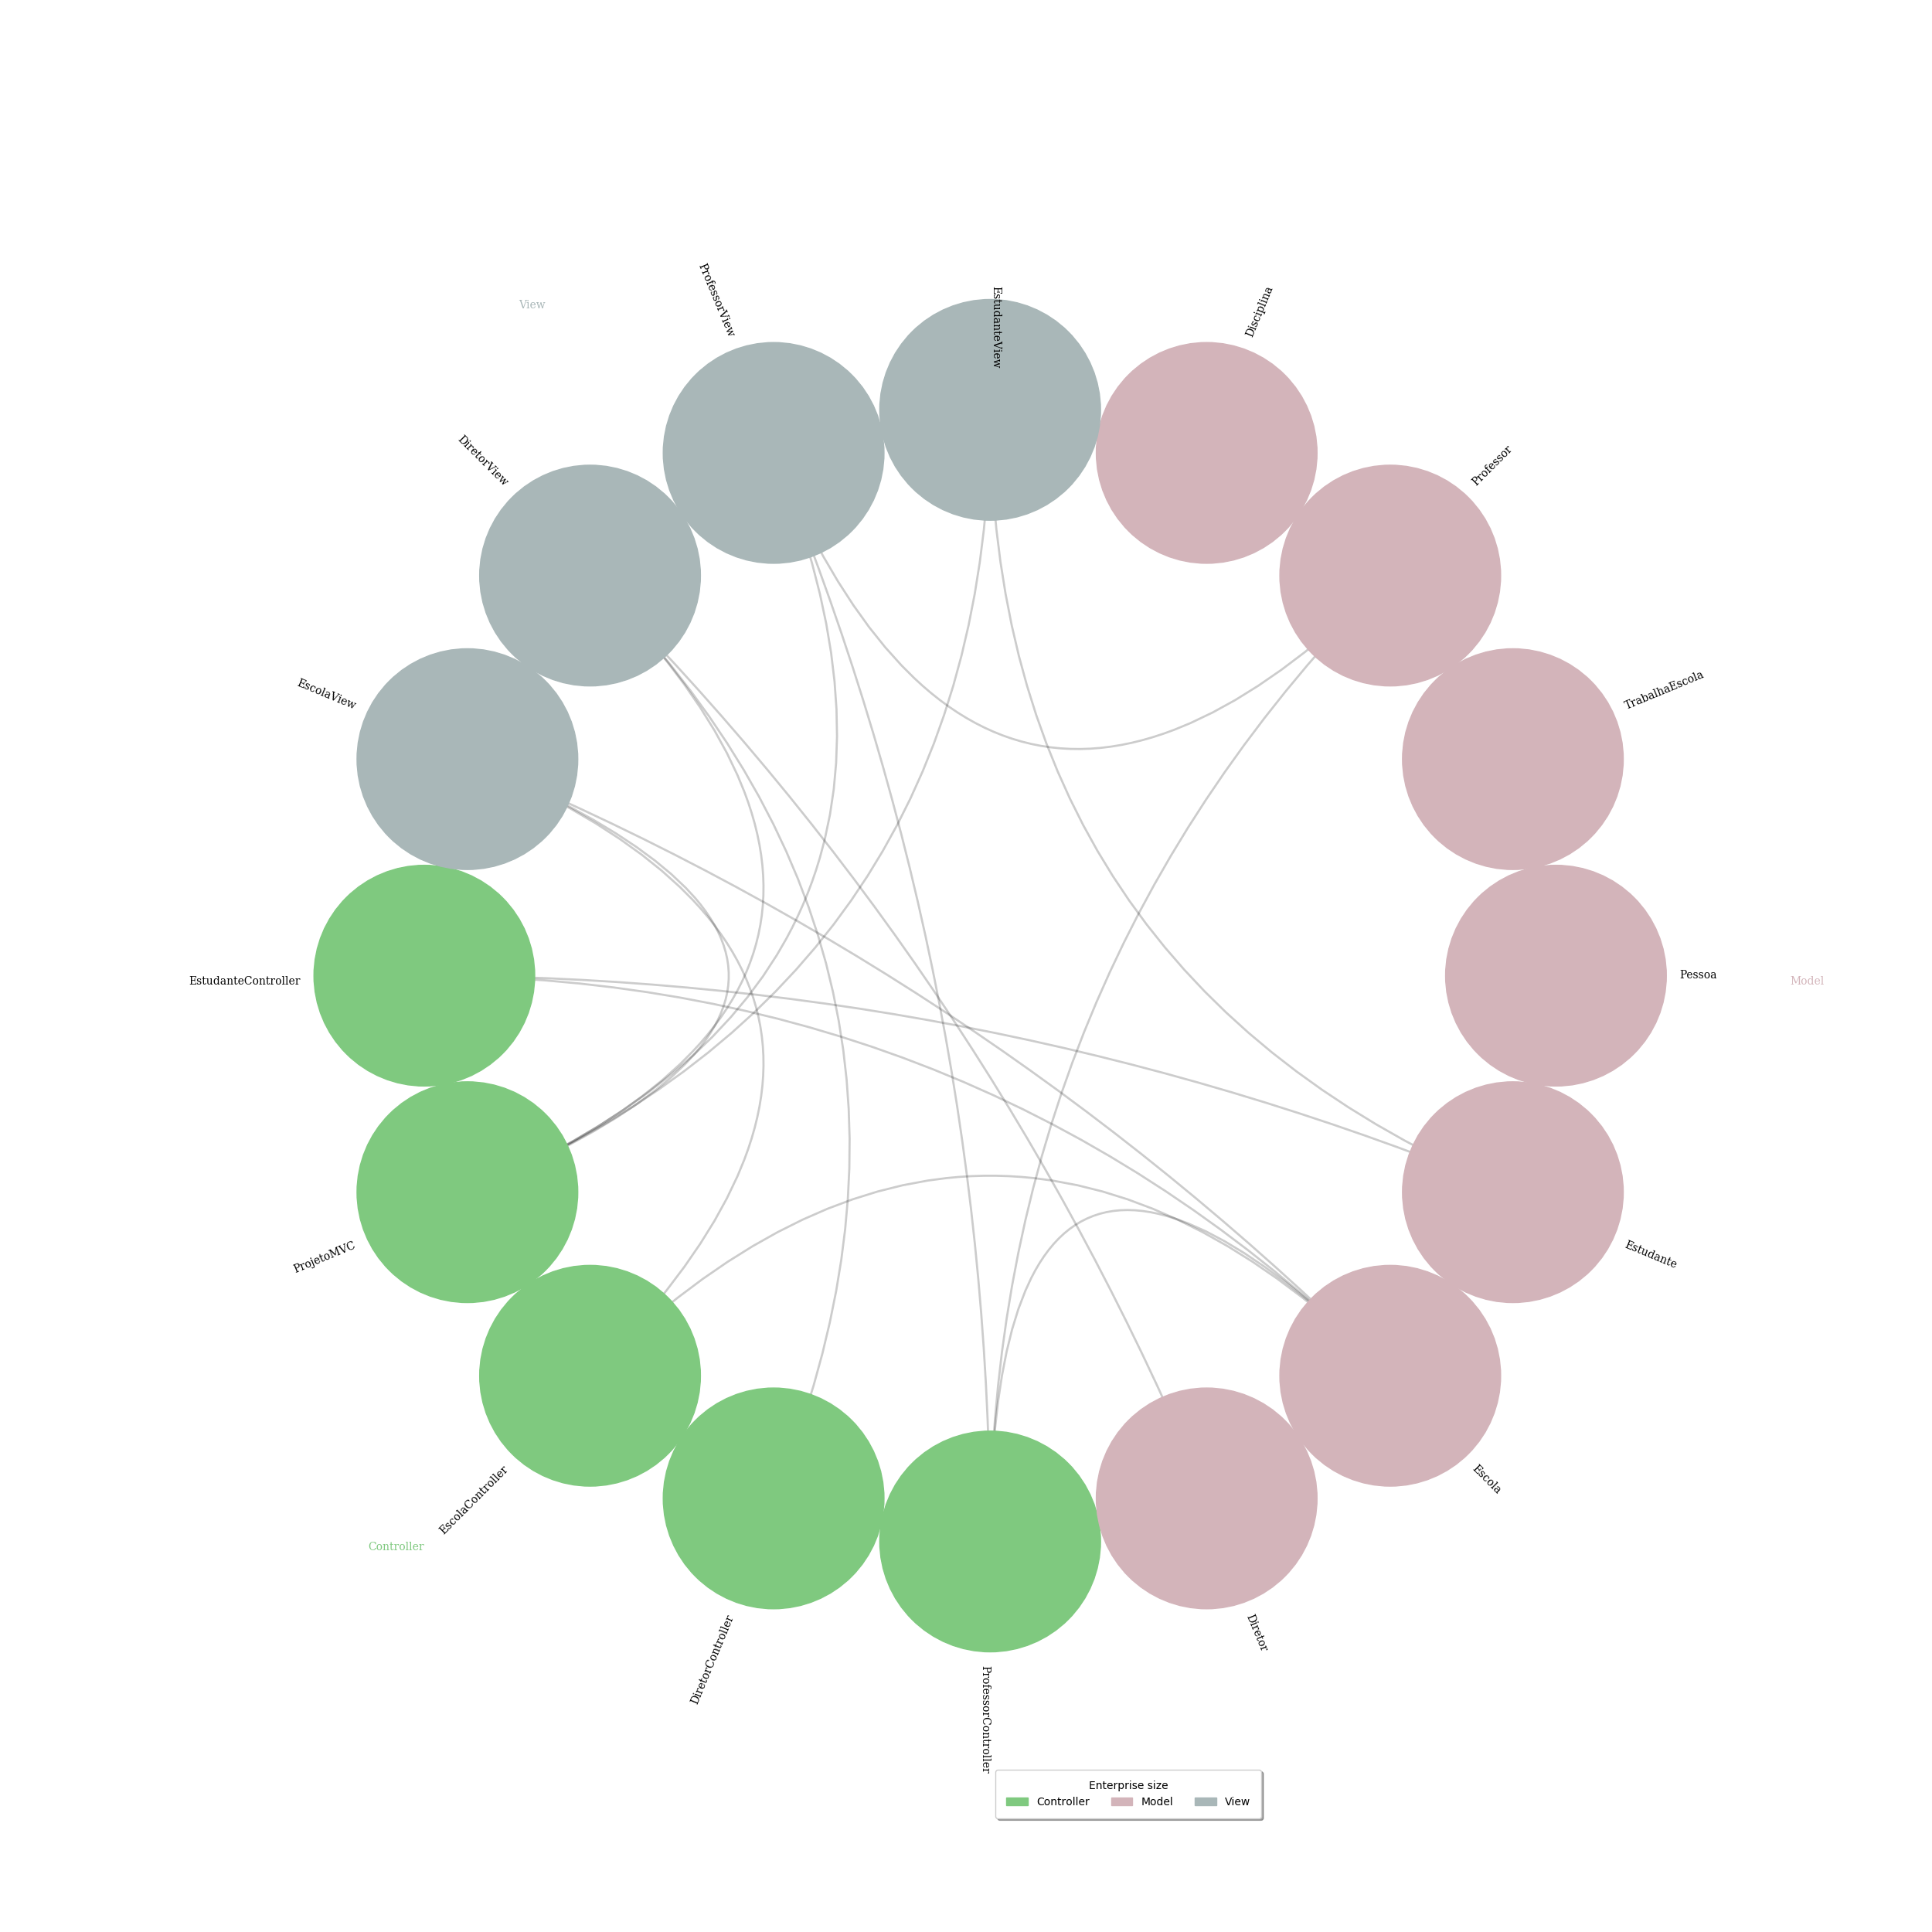 ProfessorView
EstudanteView
Disciplina
View
DiretorView
Professor
EscolaView
TrabalhaEscola
EstudanteController
Pessoa
Model
ProjetoMVC
Estudante
EscolaController
Escola
Controller
DiretorController
Diretor
ProfessorController
Enterprise size
Controller Model View